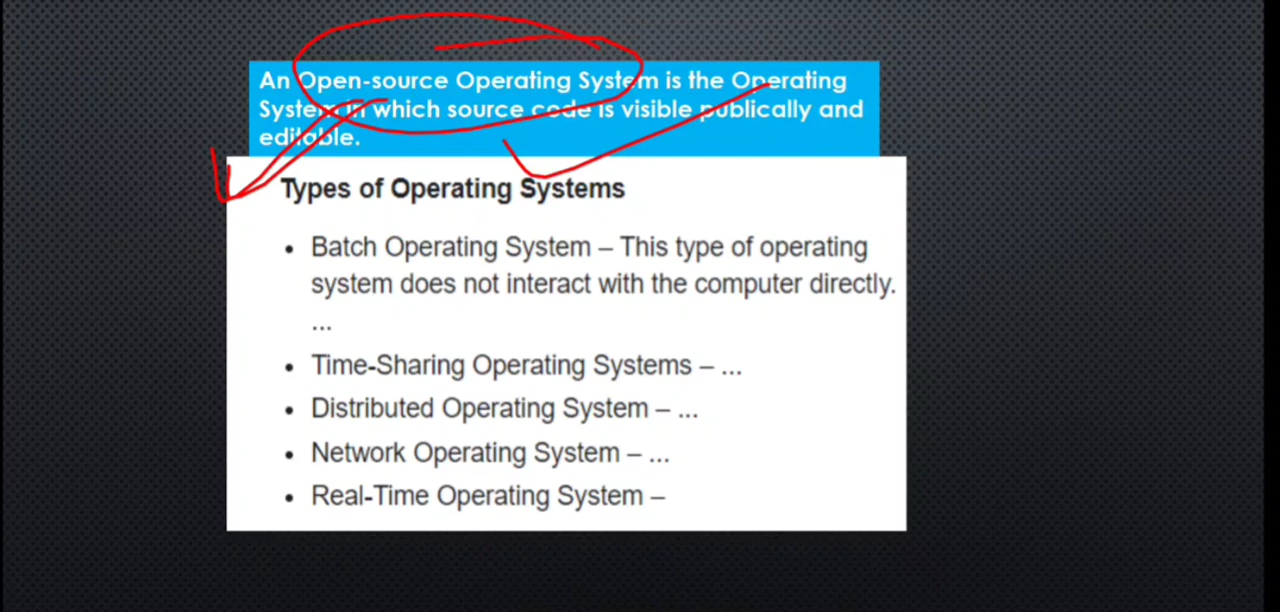 An Open-source Operating System is the Operating
System in which source code is visible publically and
editable.
Types of Operating Systems
• Batch Operating System – This type of operating
system does not interact with the computer directly.
...
• Time-Sharing Operating Systems – ...
• Distributed Operating System – ...
• Network Operating System – ...
• Real-Time Operating System –